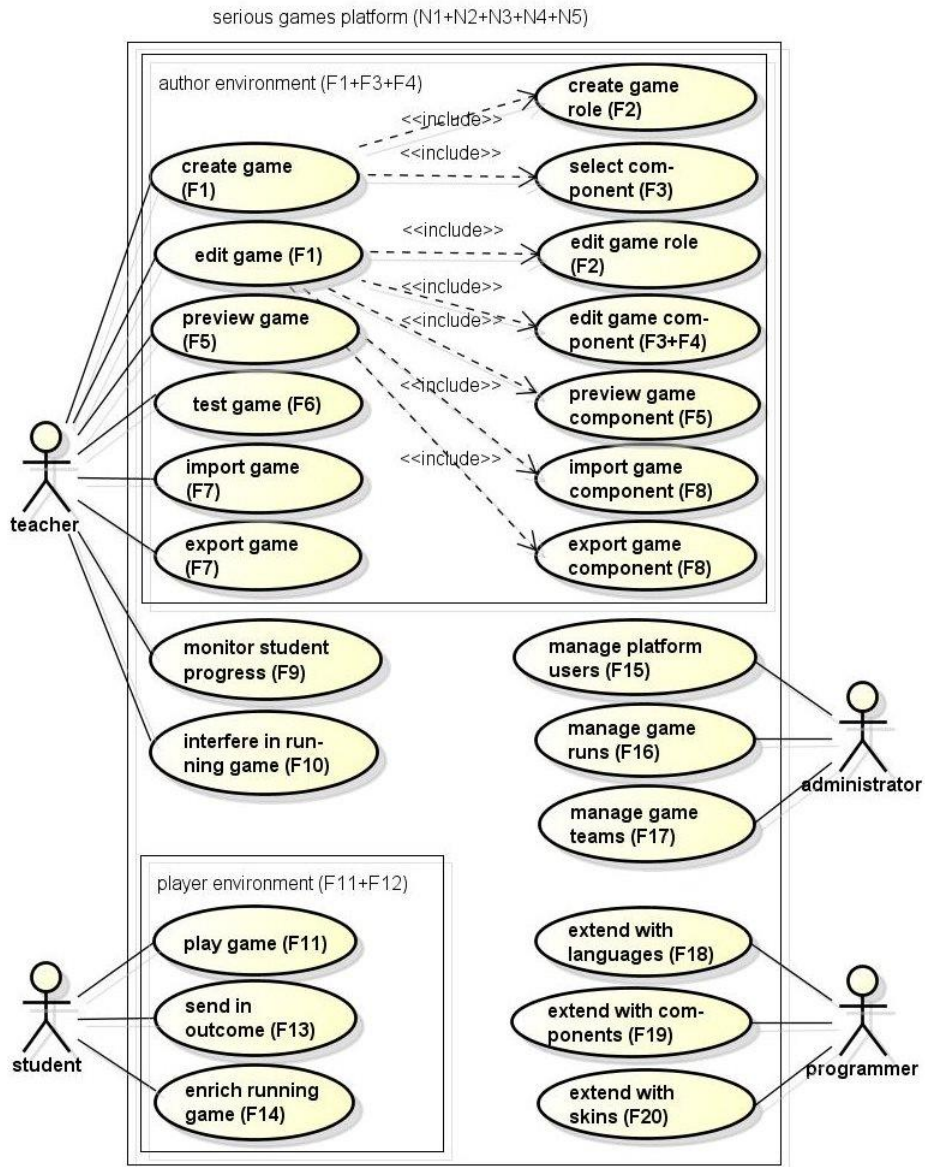 serious games platform (N1+N2+N3+N4+N5)
author environment (F1+F3+F4)
create game
role (F2)
<<include>>
<<include>>
create game
(F1)
select com-
ponent (F3)
<<include>>
edit game (F1)
edit game role
(F2)
<<include>>
preview game
(F5)
<<include>>
edit game com-
ponent (F3+F4)
<<include>>
test game (F6)
preview game
component (F5)
<<include>>
import game
(F7)
import game
component (F8)
teacher
export game
(F7)
export game
component (F8)
monitor student
progress (F9)
manage platform
users (F15)
interfere in run-
ning game (F10)
manage game
runs (F16)
administrator
manage game
teams (F17)
player environment (F11+F12)
play game (F11)
extend with
languages (F18)
send in
outcome (F13)
extend with com-
ponents (F19)
student
programmer
enrich running
game (F14)
extend with
skins (F20)